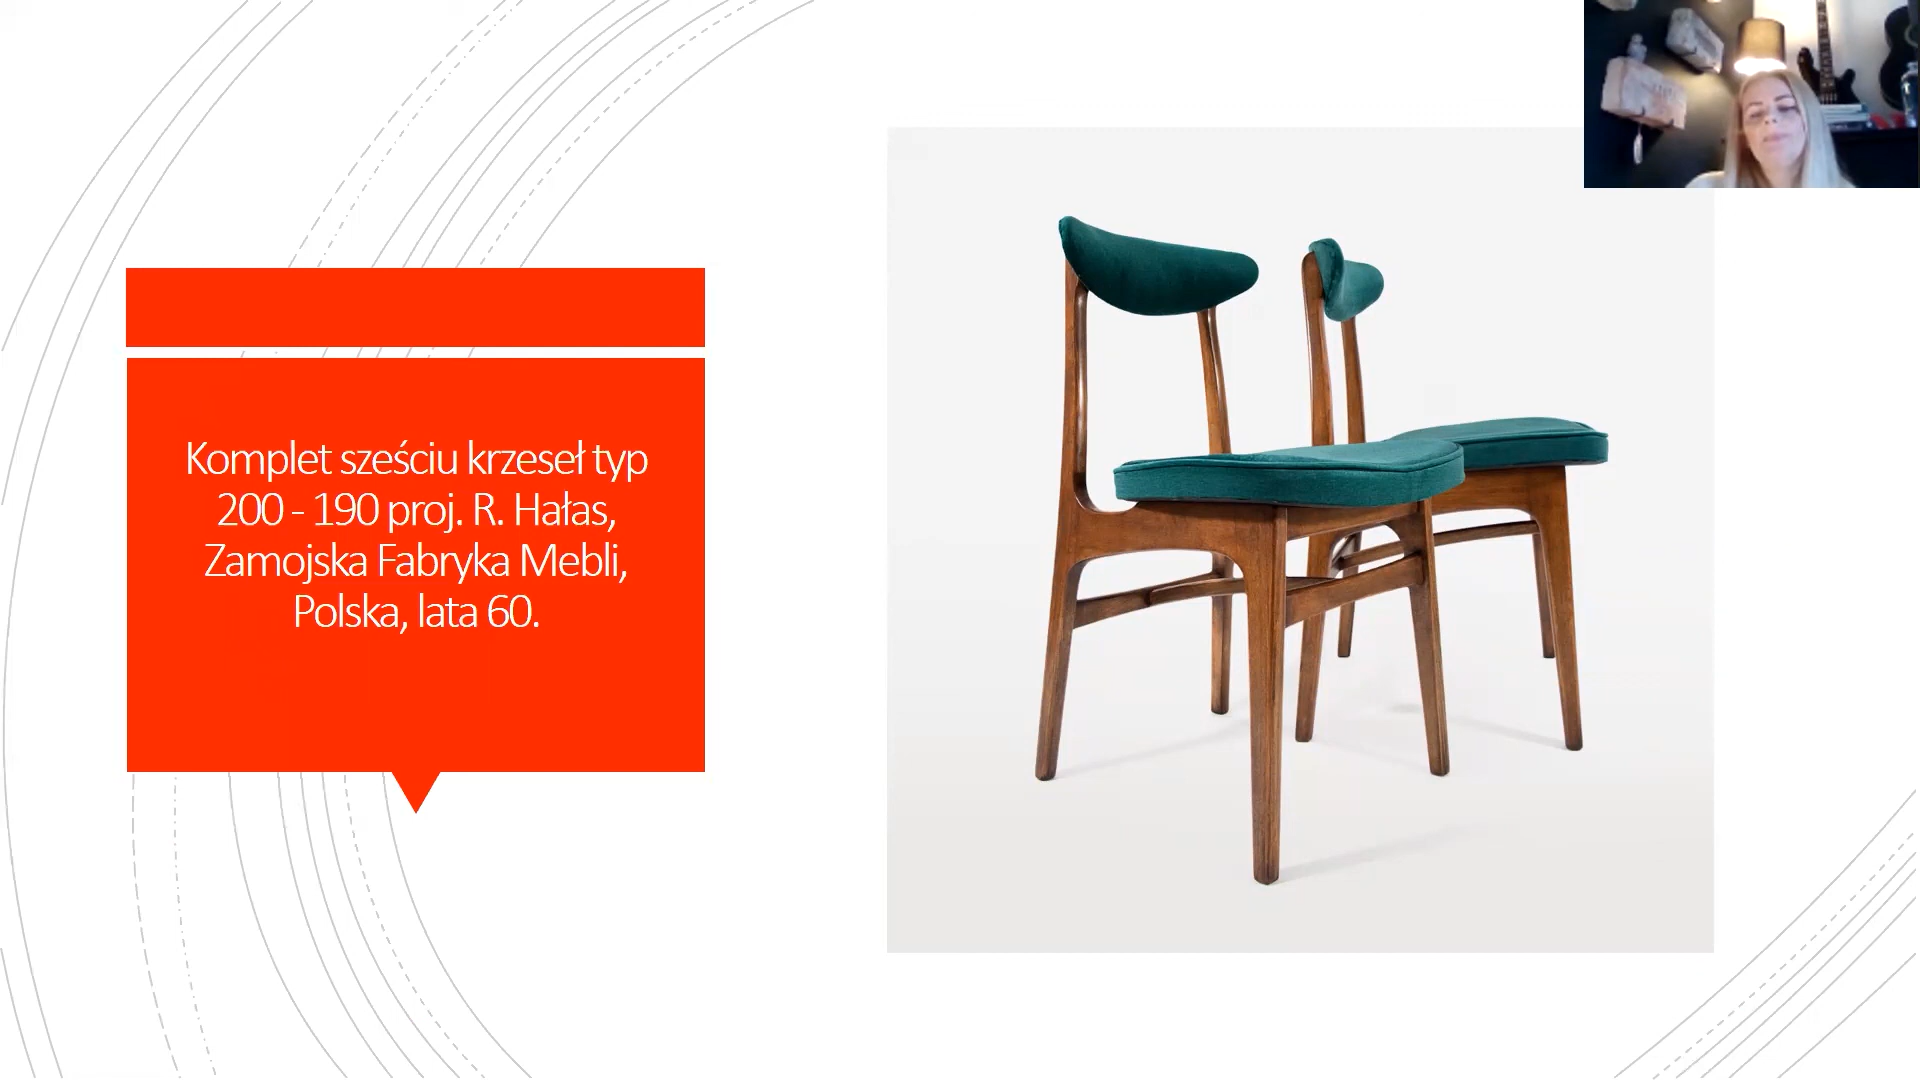 Komplet sześciu krzeseł typ
200 - 190 proj. R. Hałas,
Zamojska Fabryka Mebli,
Polska, lata 60.